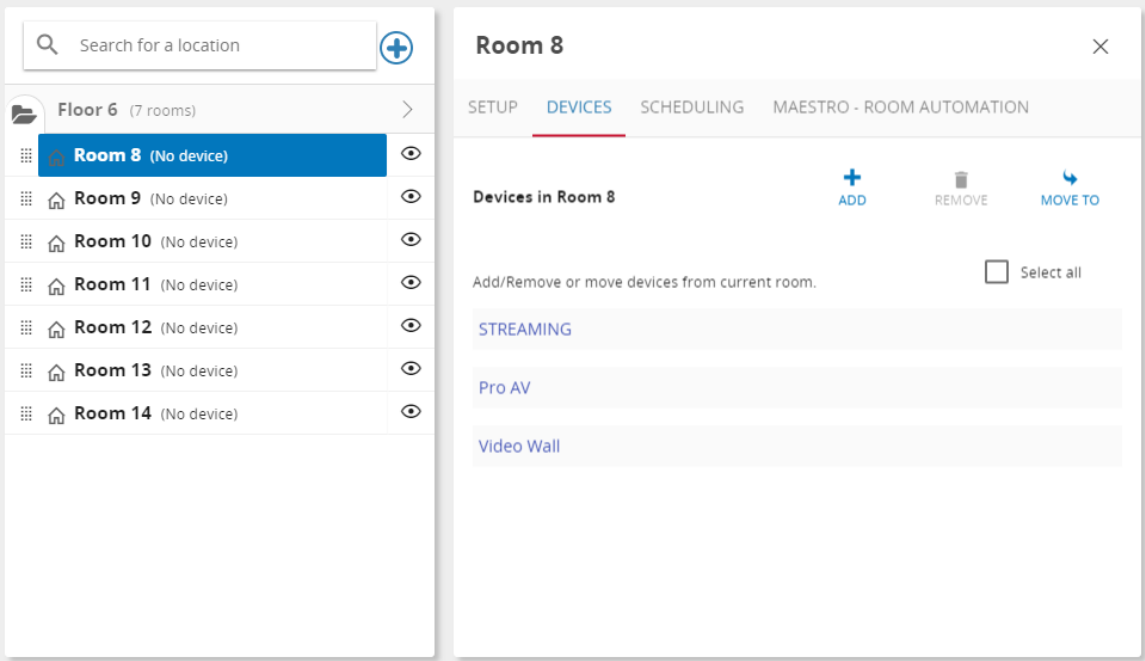 Search for a location
Floor 6 (7 rooms)
Room 8 (No device)
Room 9 (No device)
Room 10 (No device)
Room 11 (No device)
Room 12 (No device)
Room 13 (No device)
Room 14 (No device)
Room 8
SETUP DEVICES SCHEDULING MAESTRO - ROOM AUTOMATION
Devices in Room 8 ADD REMOVE MOVE TO
Add/Remove or move devices from current room. Select all
STREAMING
Pro AV
Video Wall